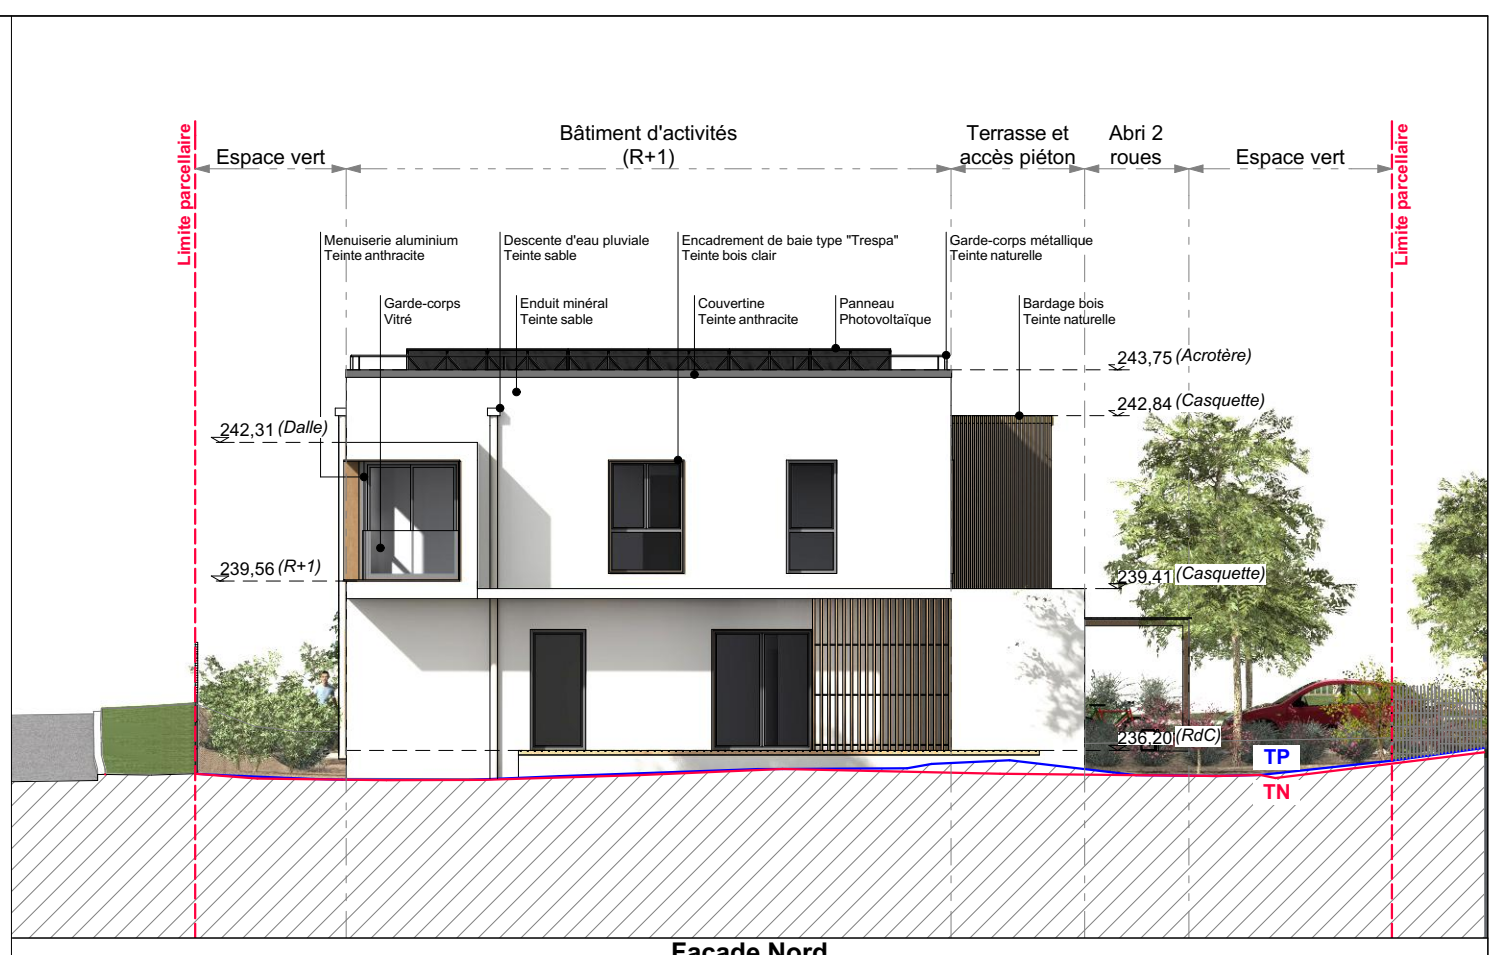 Limite parcellaire
Espace vert
Bâtiment d'activités
(R+1)
Terrasse et
accès piéton
Abri 2
roues
Espace vert
Limite parcellaire
Menuiserie aluminium
Teinte anthracite
Descente d'eau pluviale
Teinte sable
Encadrement de baie type "Trespa"
Teinte bois clair
Garde-corps métallique
Teinte naturelle
Garde-corps
Vitré
Enduit minéral
Teinte sable
Couvertine
Teinte anthracite
Panneau
Photovoltaïque
Bardage bois
Teinte naturelle
243,75 (Acrotère)
242,84 (Casquette)
242,31 (Dalle)
239,56 (R+1)
239,41 (Casquette)
236,20 (RdC)
TP
TN
Façade Nord